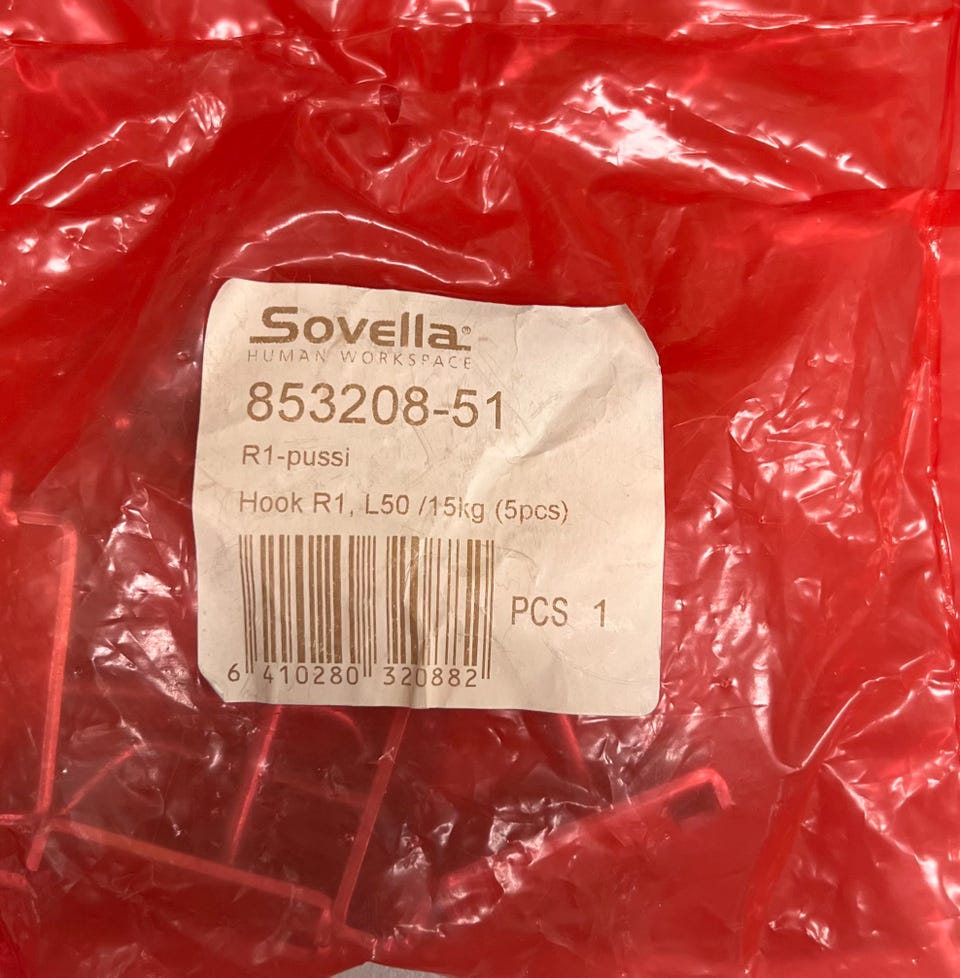 Sovella®
HUMAN WORKSPACE
853208-51
R1-pussi
Hook R1, L50 /15kg (5pcs)
PCS 1
6 410280 320882